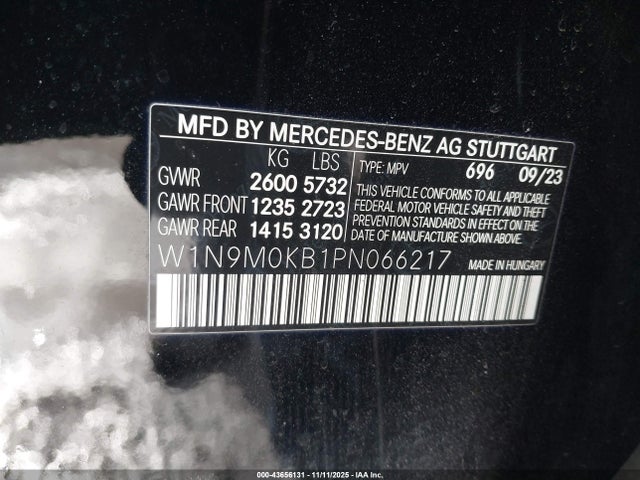 MFD BY MERCEDES-BENZ AG STUTTGART
KG LBS
TYPE: MPV 696 09/23
GVWR 2600 5732
GAWR FRONT 1235 2723
GAWR REAR 1415 3120
THIS VEHICLE CONFORMS TO ALL APPLICABLE
FEDERAL MOTOR VEHICLE SAFETY AND THEFT
PREVENTION STANDARDS IN EFFECT ON THE
DATE OF MANUFACTURE SHOWN ABOVE.
W1N9M0KB1PN066217 MADE IN HUNGARY
000-43656131 - 11/11/2025 - IAA Inc.